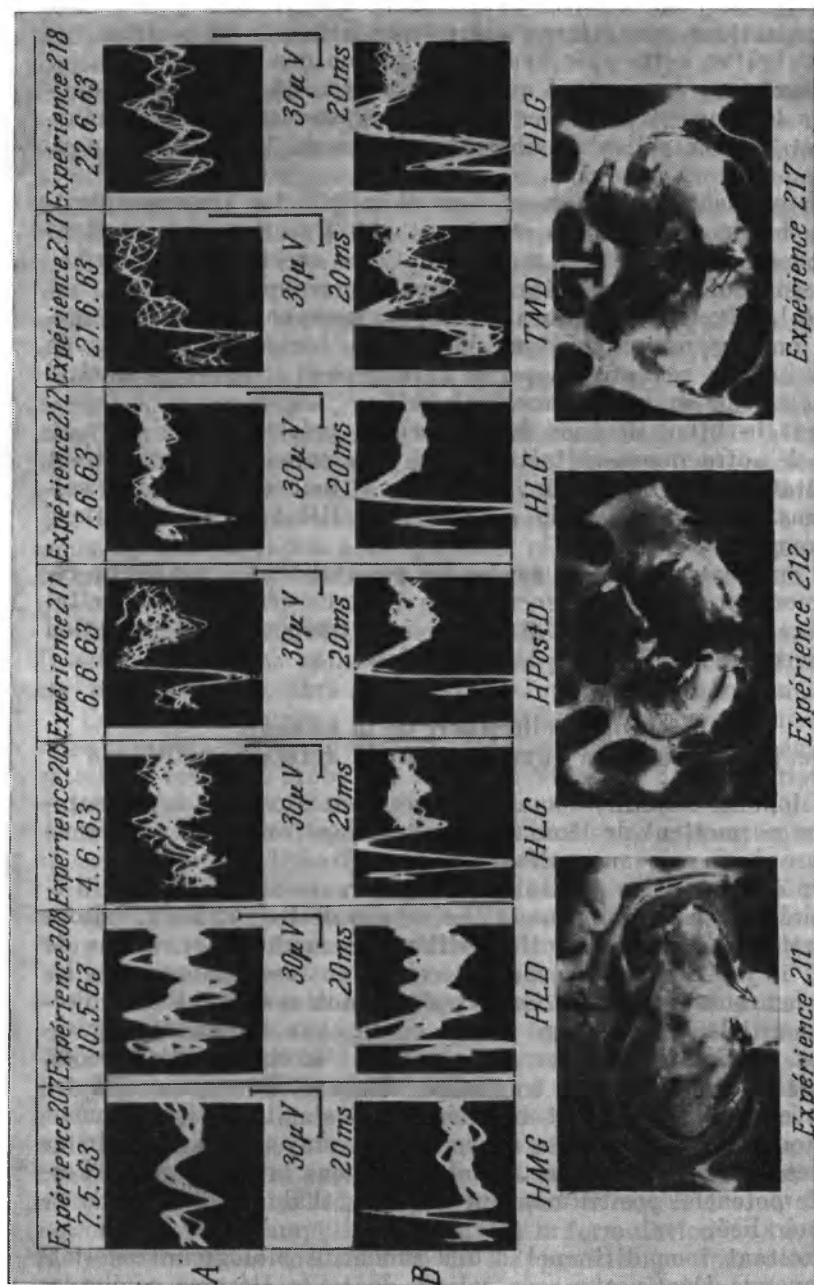 Expérience 207 Expérience 208 Expérience 205 Expérience 211 Expérience 212 Expérience 217 Expérience 218
7. 5. 63 10. 5. 63 4. 6. 63 6. 6. 63 7. 6. 63 21. 6. 63 22. 6. 63
A
30µV 30µV 30µV 30µV 30µV 30µV 30µV
20ms 20ms 20ms 20ms 20ms 20ms 20ms
B
HMG HLD HLG HPostD HLG TMD HLG
Expérience 211 Expérience 212 Expérience 217